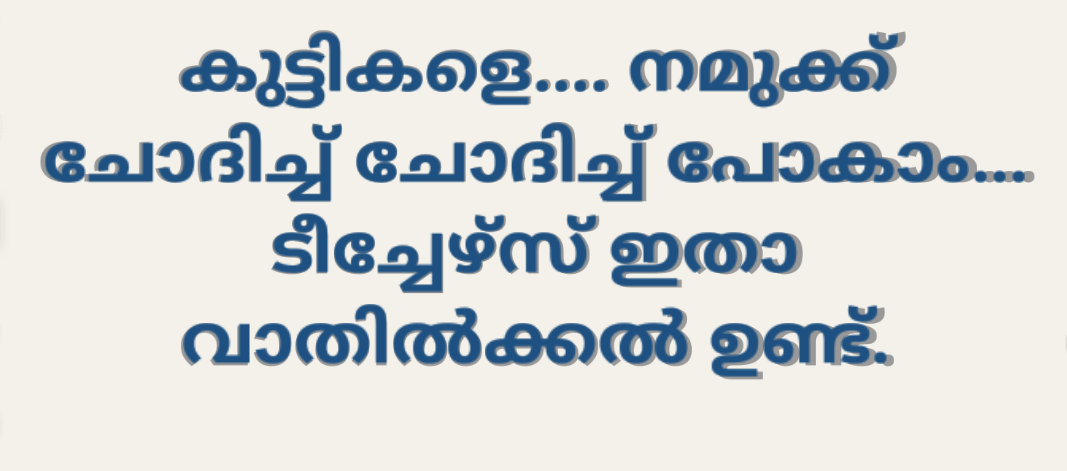 കുട്ടികളെ.... നമുക്ക്
ചോദിച്ച് ചോദിച്ച് പോകാം...
ടീച്ചേഴ്സ് ഇതാ
വാതിൽക്കൽ ഉണ്ട്.